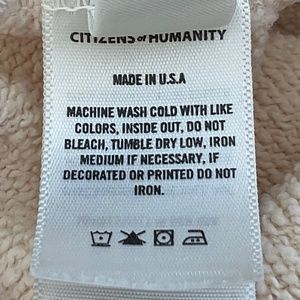 CITIZENS of HUMANITY
MADE IN U.S.A
MACHINE WASH COLD WITH LIKE
COLORS, INSIDE OUT, DO NOT
BLEACH, TUMBLE DRY LOW, IRON
MEDIUM IF NECESSARY, IF
DECORATED OR PRINTED DO NOT
IRON.